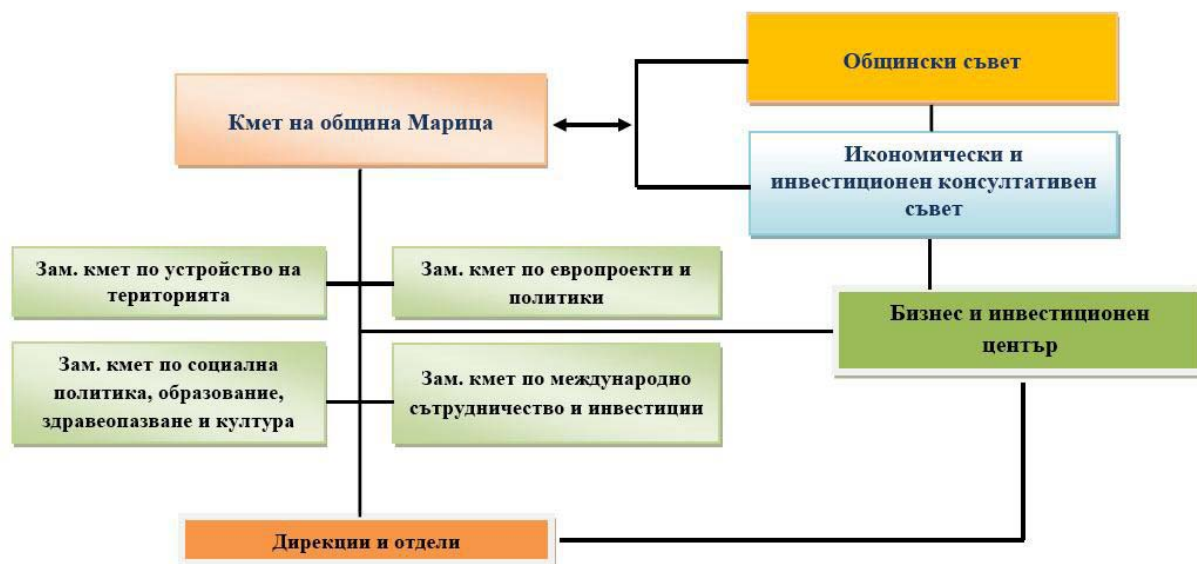 Общински съвет
Кмет на община Марица
Икономически и
инвестиционен консултативен
съвет
Зам. кмет по устройство на
територията
Зам. кмет по европроекти и
политики
Бизнес и инвестиционен
център
Зам. кмет по социална
политика, образование,
здравеопазване и култура
Зам. кмет по международно
сътрудничество и инвестиции
Дирекции и отдели